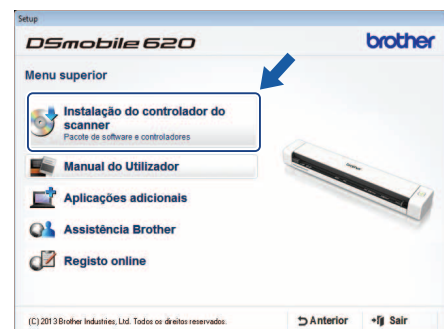 Setup
DSmobile 620
brother
Menu superior
Instalação do controlador do
scanner
Pacote de software e controladores
Manual do Utilizador
Aplicações adicionais
Assistência Brother
Registo online
(C) 2013 Brother Industries, Ltd. Todos os direitos reservados.
Anterior
Sair